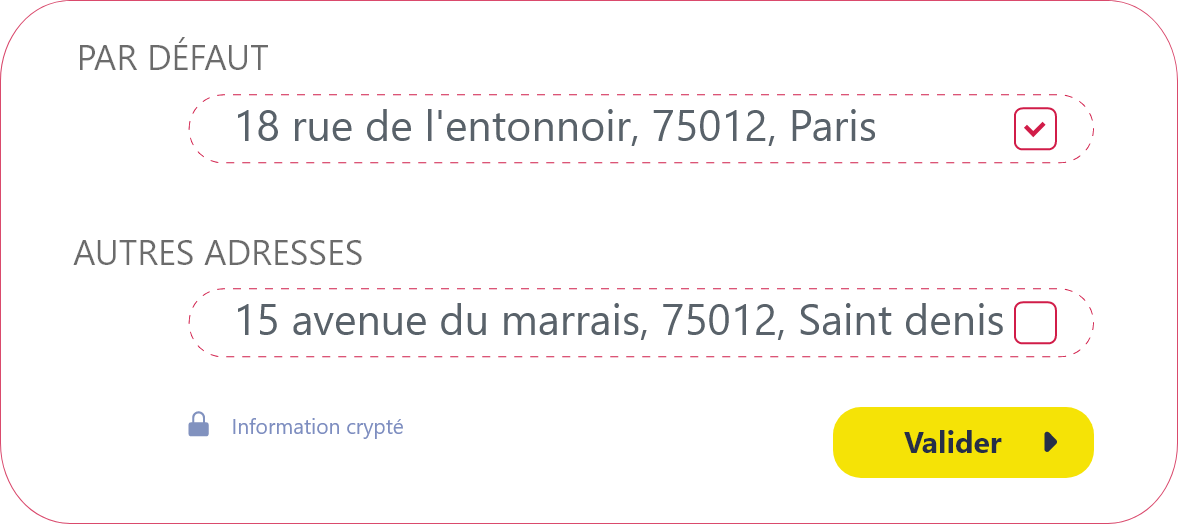 PAR DÉFAUT
18 rue de l'entonnoir, 75012, Paris
AUTRES ADRESSES
15 avenue du marrais, 75012, Saint denis
Information crypté
Valider